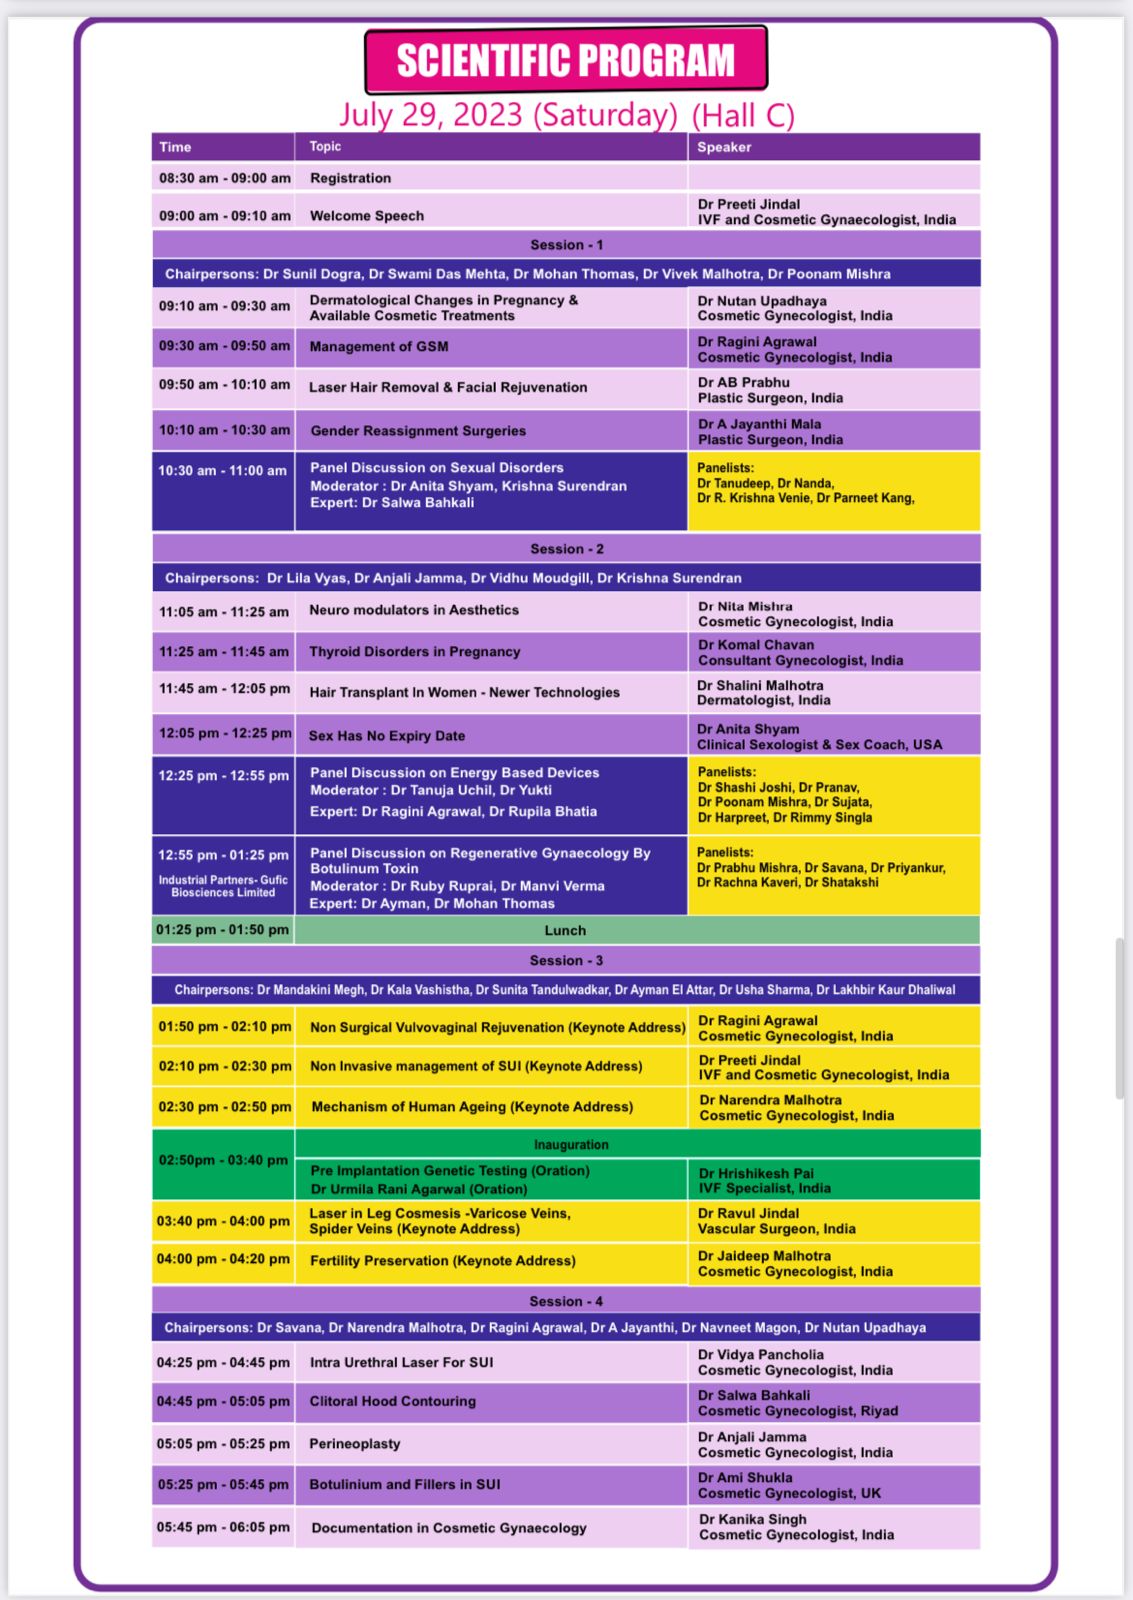 SCIENTIFIC PROGRAM
July 29, 2023 (Saturday) (Hall C)
Time Topic Speaker
08:30 am - 09:00 am Registration
09:00 am - 09:10 am Welcome Speech Dr Preeti Jindal
IVF and Cosmetic Gynaecologist, India
Session - 1
Chairpersons: Dr Sunil Dogra, Dr Swami Das Mehta, Dr Mohan Thomas, Dr Vivek Malhotra, Dr Poonam Mishra
09:10 am - 09:30 am
Dermatological Changes in Pregnancy &
Available Cosmetic Treatments
Dr Nutan Upadhaya
Cosmetic Gynecologist, India
09:30 am - 09:50 am
Management of GSM
Dr Ragini Agrawal
Cosmetic Gynecologist, India
09:50 am - 10:10 am
Laser Hair Removal & Facial Rejuvenation
Dr AB Prabhu
Plastic Surgeon, India
10:10 am - 10:30 am
Gender Reassignment Surgeries
Dr A Jayanthi Mala
Plastic Surgeon, India
10:30 am - 11:00 am
Panel Discussion on Sexual Disorders
Moderator : Dr Anita Shyam, Krishna Surendran
Expert: Dr Salwa Bahkali
Panelists:
Dr Tanudeep, Dr Nanda,
Dr R. Krishna Venie, Dr Parneet Kang,
Session - 2
Chairpersons: Dr Lila Vyas, Dr Anjali Jamma, Dr Vidhu Moudgill, Dr Krishna Surendran
11:05 am - 11:25 am
Neuro modulators in Aesthetics
Dr Nita Mishra
Cosmetic Gynecologist, India
11:25 am - 11:45 am
Thyroid Disorders in Pregnancy
Dr Komal Chavan
Consultant Gynecologist, India
11:45 am - 12:05 pm
Hair Transplant In Women - Newer Technologies
Dr Shalini Malhotra
Dermatologist, India
12:05 pm - 12:25 pm
Sex Has No Expiry Date
Dr Anita Shyam
Clinical Sexologist & Sex Coach, USA
12:25 pm - 12:55 pm
Panel Discussion on Energy Based Devices
Moderator : Dr Tanuja Uchil, Dr Yukti
Expert: Dr Ragini Agrawal, Dr Rupila Bhatia
Panelists:
Dr Shashi Joshi, Dr Pranav,
Dr Poonam Mishra, Dr Sujata,
Dr Harpreet, Dr Rimmy Singla
12:55 pm - 01:25 pm
Industrial Partners- Gufic
Biosciences Limited
Panel Discussion on Regenerative Gynaecology By
Botulinum Toxin
Moderator : Dr Ruby Ruprai, Dr Manvi Verma
Expert: Dr Ayman, Dr Mohan Thomas
Panelists:
Dr Prabhu Mishra, Dr Savana, Dr Priyankur,
Dr Rachna Kaveri, Dr Shatakshi
01:25 pm - 01:50 pm Lunch
Session - 3
Chairpersons: Dr Mandakini Megh, Dr Kala Vashistha, Dr Sunita Tandulwadkar, Dr Ayman El Attar, Dr Usha Sharma, Dr Lakhbir Kaur Dhaliwal
01:50 pm - 02:10 pm
Non Surgical Vulvovaginal Rejuvenation (Keynote Address)
Dr Ragini Agrawal
Cosmetic Gynecologist, India
02:10 pm - 02:30 pm
Non Invasive management of SUI (Keynote Address)
Dr Preeti Jindal
IVF and Cosmetic Gynecologist, India
02:30 pm - 02:50 pm
Mechanism of Human Ageing (Keynote Address)
Dr Narendra Malhotra
Cosmetic Gynecologist, India
02:50pm - 03:40 pm
Inauguration
Pre Implantation Genetic Testing (Oration)
Dr Urmila Rani Agarwal (Oration)
Dr Hrishikesh Pai
IVF Specialist, India
03:40 pm - 04:00 pm
Laser in Leg Cosmesis -Varicose Veins,
Spider Veins (Keynote Address)
Dr Ravul Jindal
Vascular Surgeon, India
04:00 pm - 04:20 pm
Fertility Preservation (Keynote Address)
Dr Jaideep Malhotra
Cosmetic Gynecologist, India
Session - 4
Chairpersons: Dr Savana, Dr Narendra Malhotra, Dr Ragini Agrawal, Dr A Jayanthi, Dr Navneet Magon, Dr Nutan Upadhaya
04:25 pm - 04:45 pm
Intra Urethral Laser For SUI
Dr Vidya Pancholia
Cosmetic Gynecologist, India
04:45 pm - 05:05 pm
Clitoral Hood Contouring
Dr Salwa Bahkali
Cosmetic Gynecologist, Riyad
05:05 pm - 05:25 pm
Perineoplasty
Dr Anjali Jamma
Cosmetic Gynecologist, India
05:25 pm - 05:45 pm
Botulinium and Fillers in SUI
Dr Ami Shukla
Cosmetic Gynecologist, UK
05:45 pm - 06:05 pm
Documentation in Cosmetic Gynaecology
Dr Kanika Singh
Cosmetic Gynecologist, India